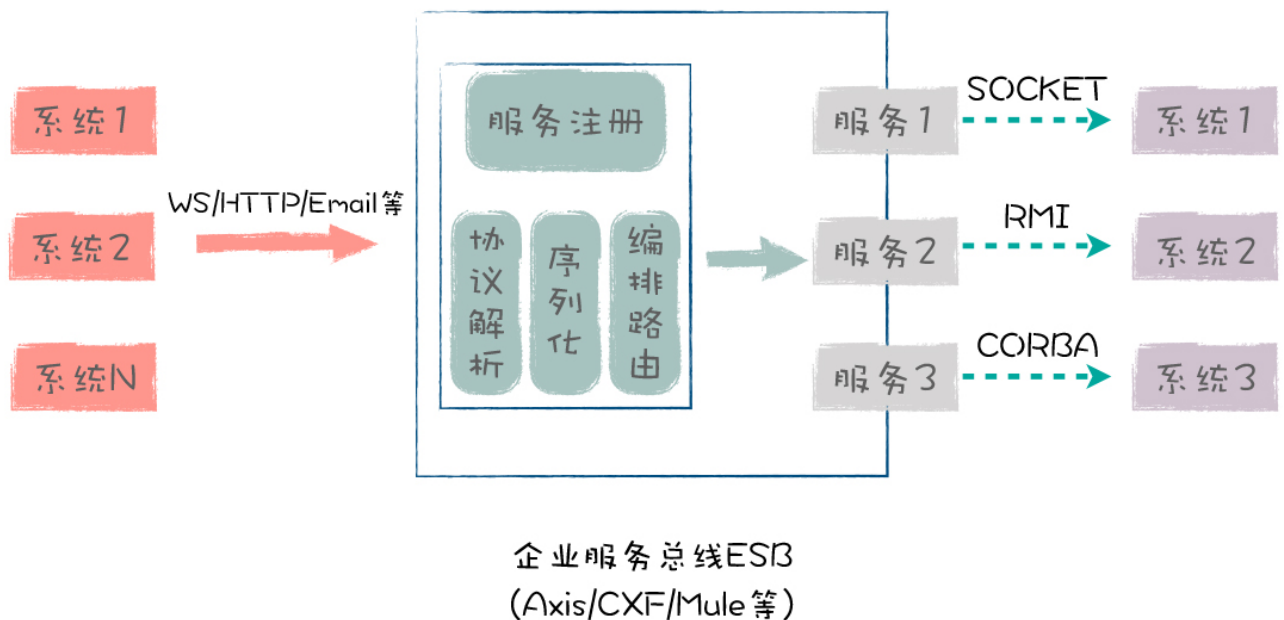 系统1
系统2
系统N
WS/HTTP/Email等
服务注册
协议解析
序列化
编排路由
服务1
服务2
服务3
SOCKET
RMI
CORBA
系统1
系统2
系统3
企业服务总线ESB
(Axis/CXF/Mule等)